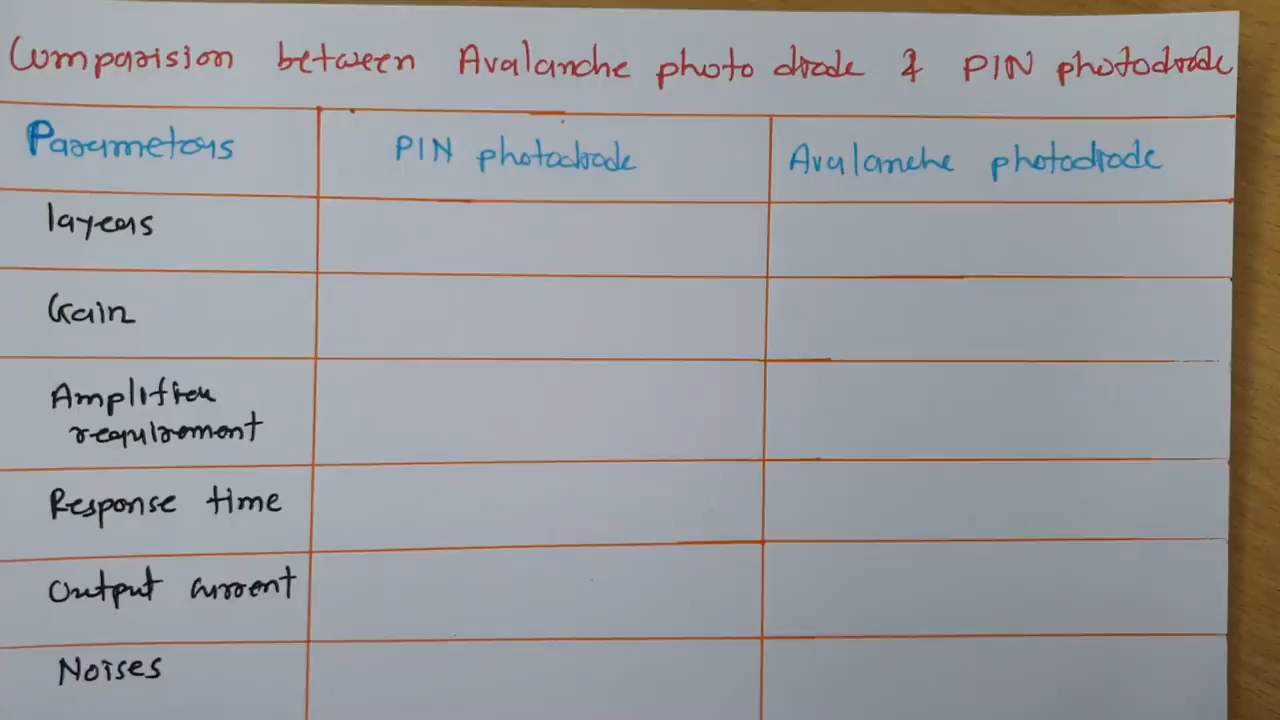 Comparision between Avalanche photo diode & PIN photodiode
Parameters PIN photodiode Avalanche photodiode
layers
Gain
Amplifier
requirement
Response time
Output current
Noises